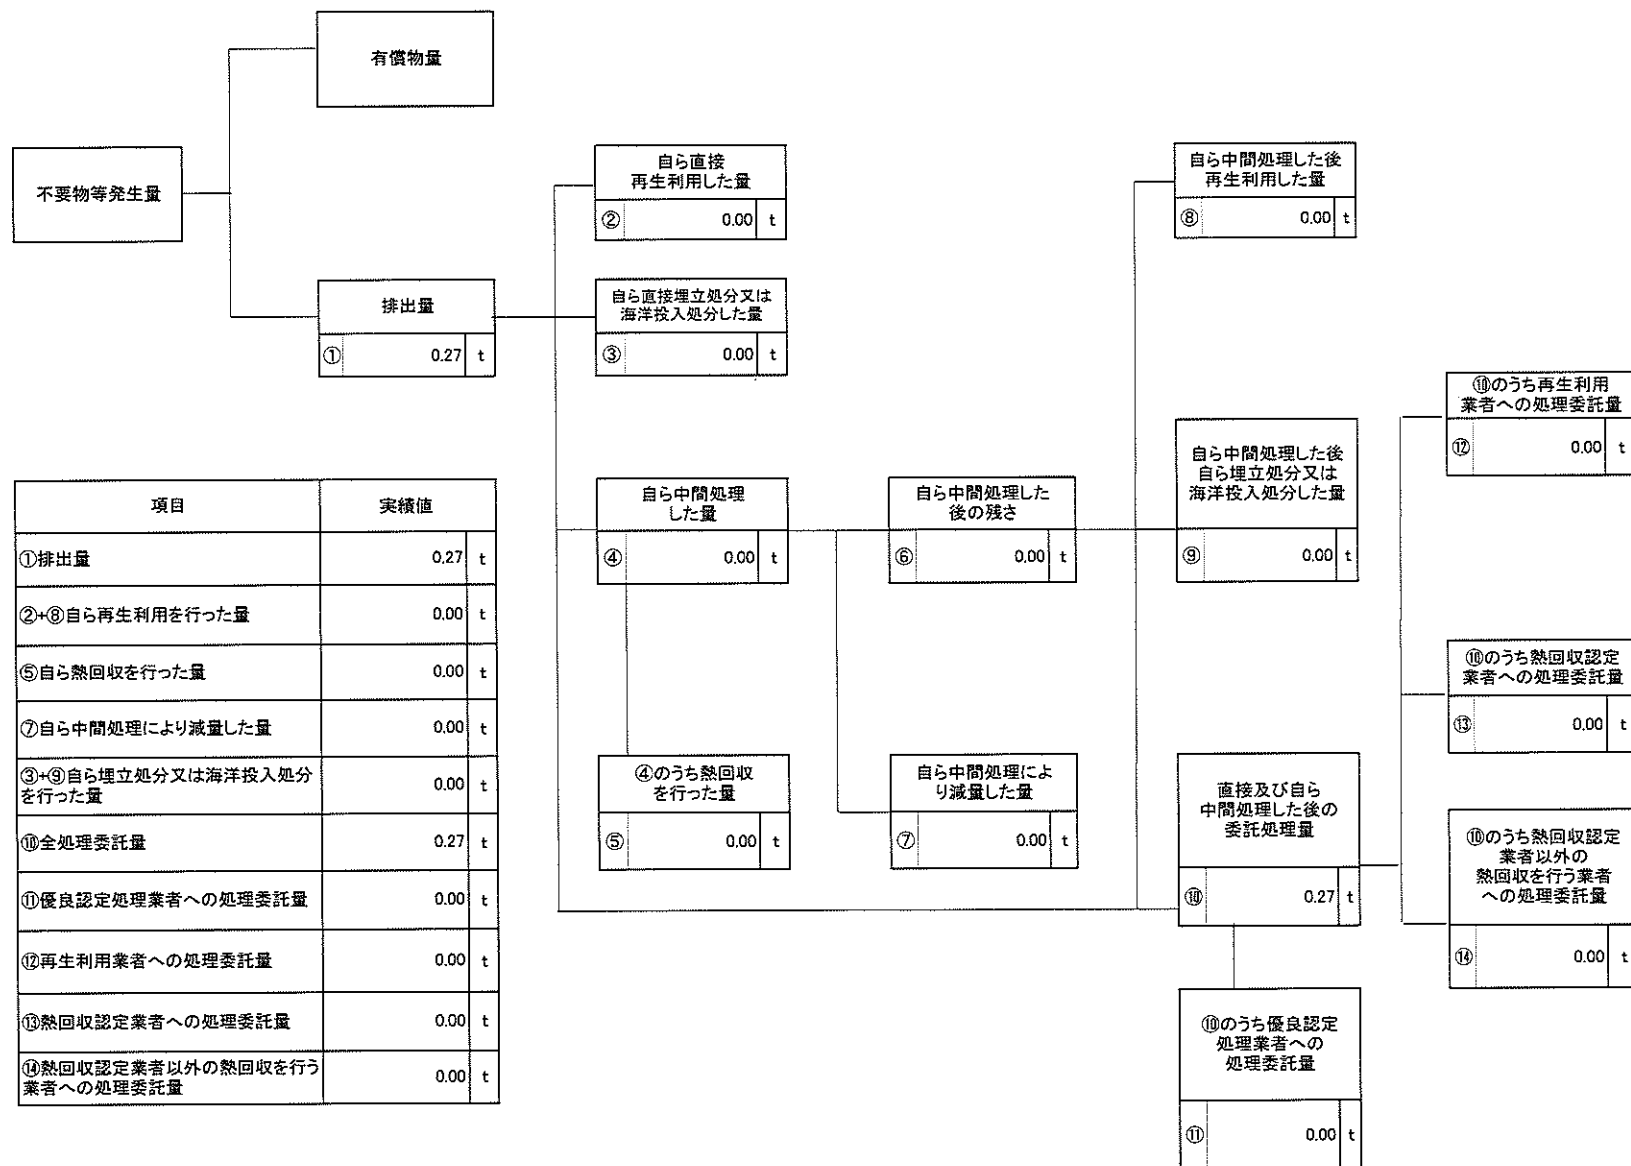 有償物量
不要物等発生量
排出量
① 0.27 t
自ら直接
再生利用した量
② 0.00 t
自ら直接埋立処分又は
海洋投入処分した量
③ 0.00 t
自ら中間処理
した量
④ 0.00 t
④のうち熱回収
を行った量
⑤ 0.00 t
自ら中間処理した
後の残さ
⑥ 0.00 t
自ら中間処理によ
り減量した量
⑦ 0.00 t
自ら中間処理した後
再生利用した量
⑧ 0.00 t
自ら中間処理した後
自ら埋立処分又は
海洋投入処分した量
⑨ 0.00 t
直接及び自ら
中間処理した後の
委託処理量
⑩ 0.27 t
⑩のうち優良認定
処理業者への
処理委託量
⑪ 0.00 t
⑩のうち再生利用
業者への処理委託量
⑫ 0.00 t
⑩のうち熱回収認定
業者への処理委託量
⑬ 0.00 t
⑩のうち熱回収認定
業者以外の
熱回収を行う業者
への処理委託量
⑭ 0.00 t
項目 実績値
①排出量 0.27 t
②+⑧自ら再生利用を行った量 0.00 t
⑤自ら熱回収を行った量 0.00 t
⑦自ら中間処理により減量した量 0.00 t
③+⑨自ら埋立処分又は海洋投入処分
を行った量 0.00 t
⑩全処理委託量 0.27 t
⑪優良認定処理業者への処理委託量 0.00 t
⑫再生利用業者への処理委託量 0.00 t
⑬熱回収認定業者への処理委託量 0.00 t
⑭熱回収認定業者以外の熱回収を行う
業者への処理委託量 0.00 t